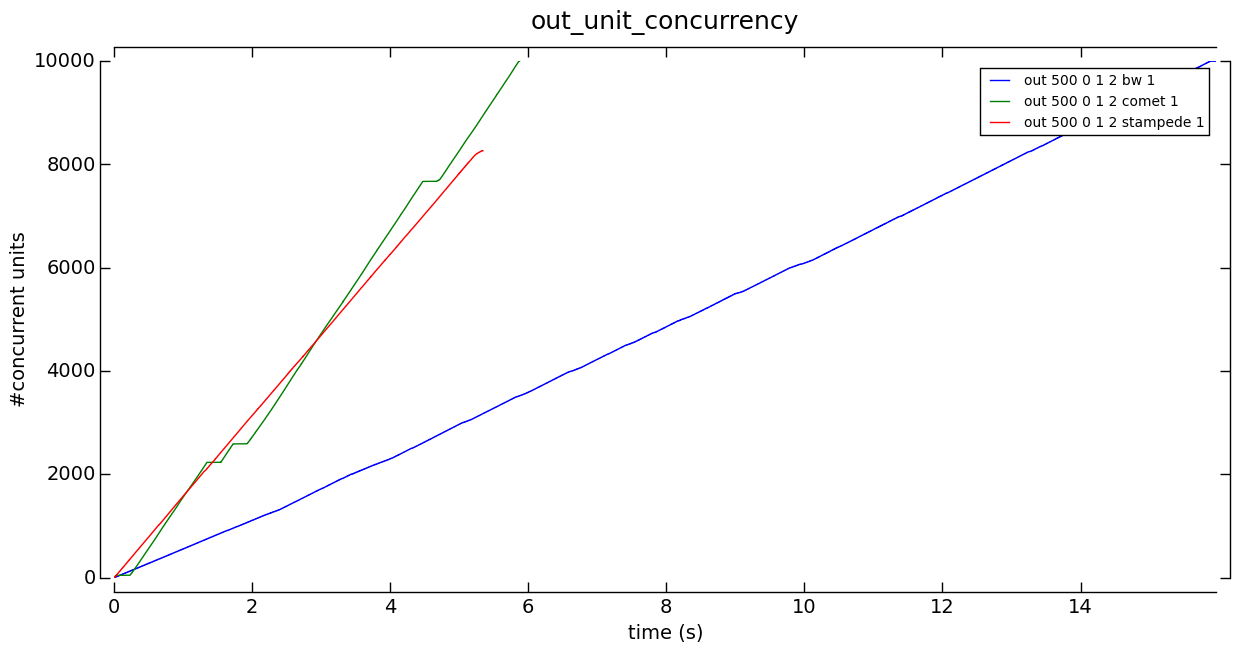 out_unit_concurrency
10000
8000
6000
4000
2000
0
#concurrent units
out 500 0 1 2 bw 1
out 500 0 1 2 comet 1
out 500 0 1 2 stampede 1
0 2 4 6 8 10 12 14
time (s)